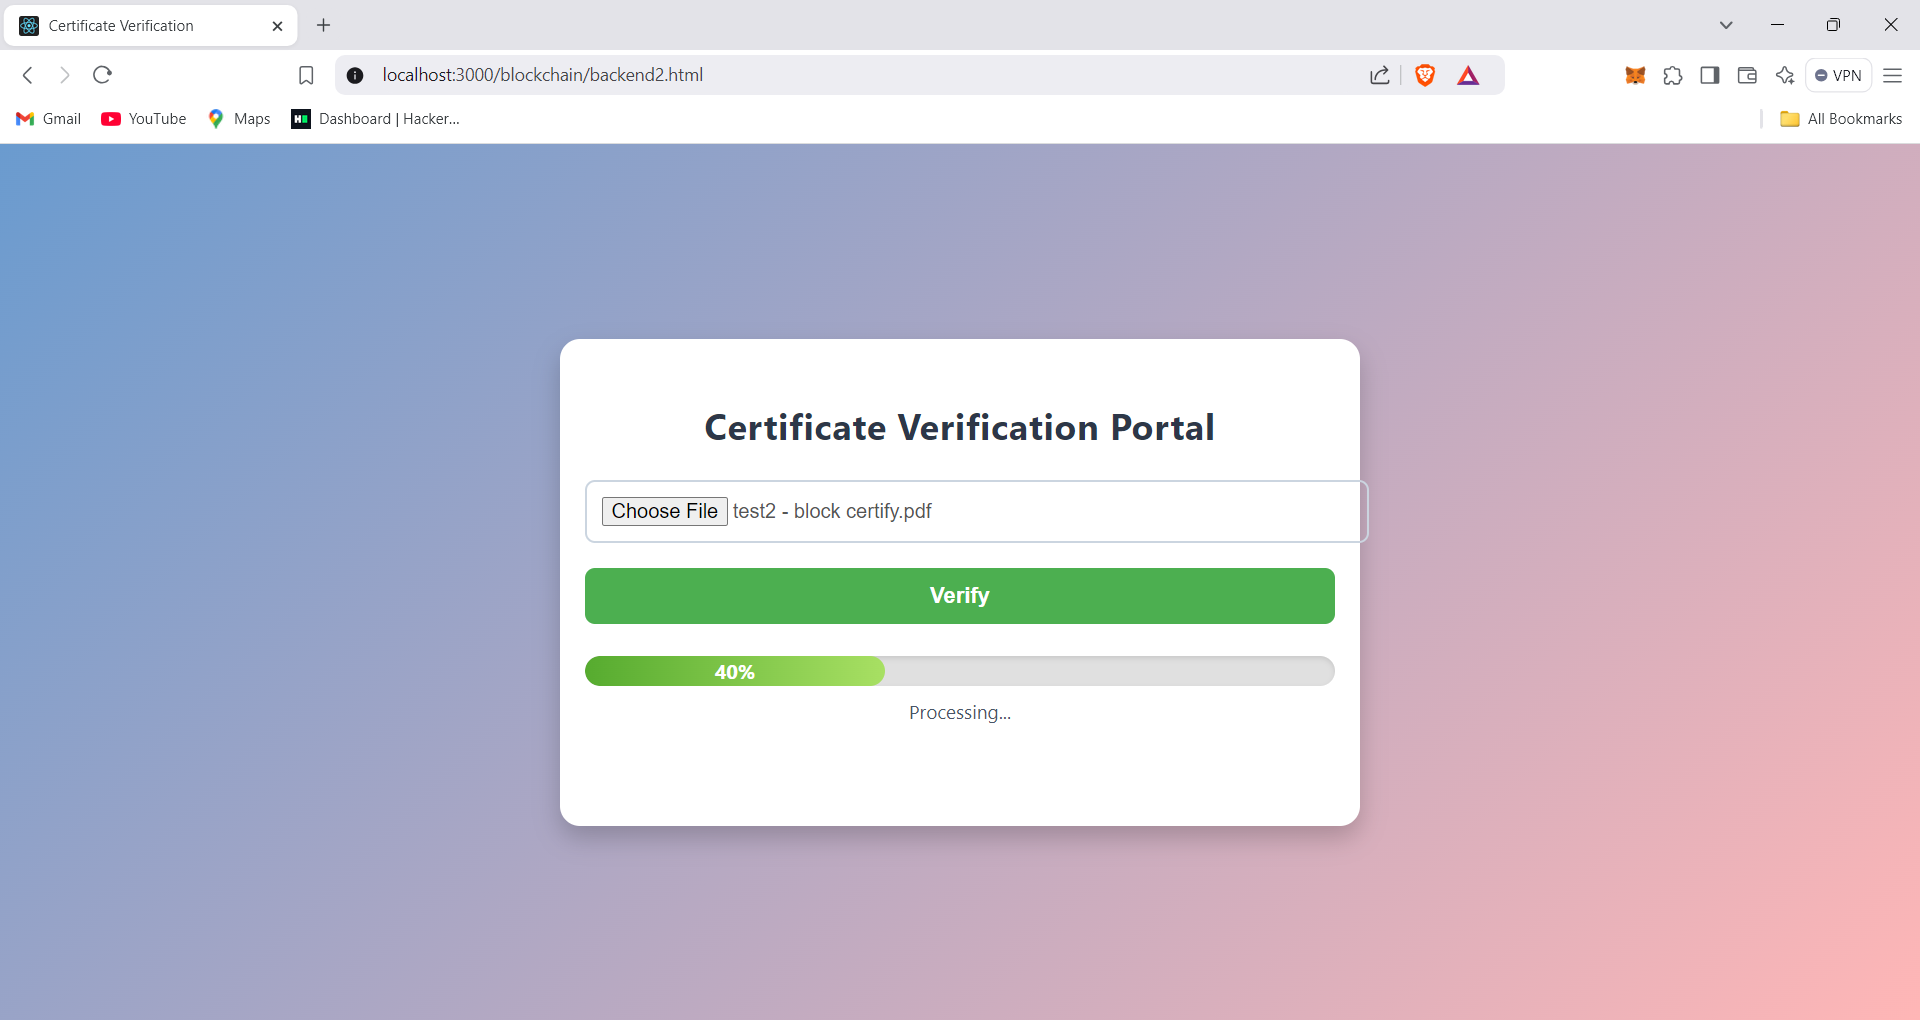 Certificate Verification
localhost:3000/blockchain/backend2.html
VPN
Gmail YouTube Maps Dashboard | Hacker... All Bookmarks
Certificate Verification Portal
Choose File test2 - block certify.pdf
Verify
40%
Processing...